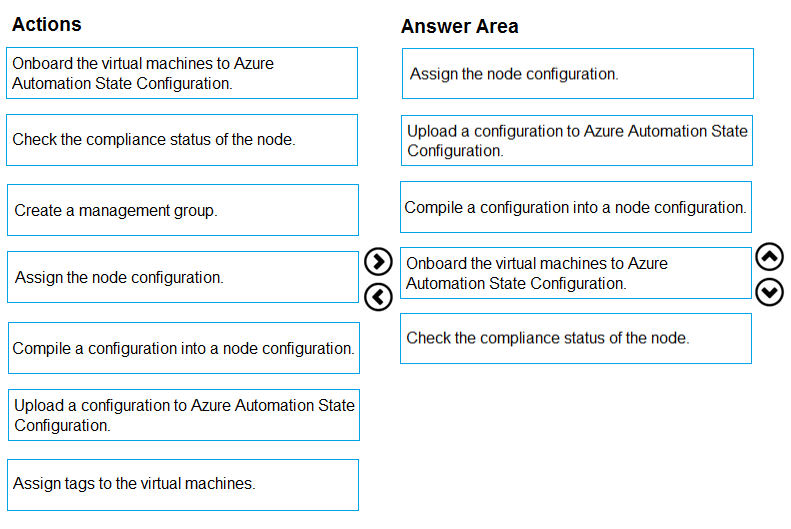 Actions
Onboard the virtual machines to Azure
Automation State Configuration.
Check the compliance status of the node.
Create a management group.
Assign the node configuration.
Compile a configuration into a node configuration.
Upload a configuration to Azure Automation State
Configuration.
Assign tags to the virtual machines.
Answer Area
Assign the node configuration.
Upload a configuration to Azure Automation State
Configuration.
Compile a configuration into a node configuration.
Onboard the virtual machines to Azure
Automation State Configuration.
Check the compliance status of the node.